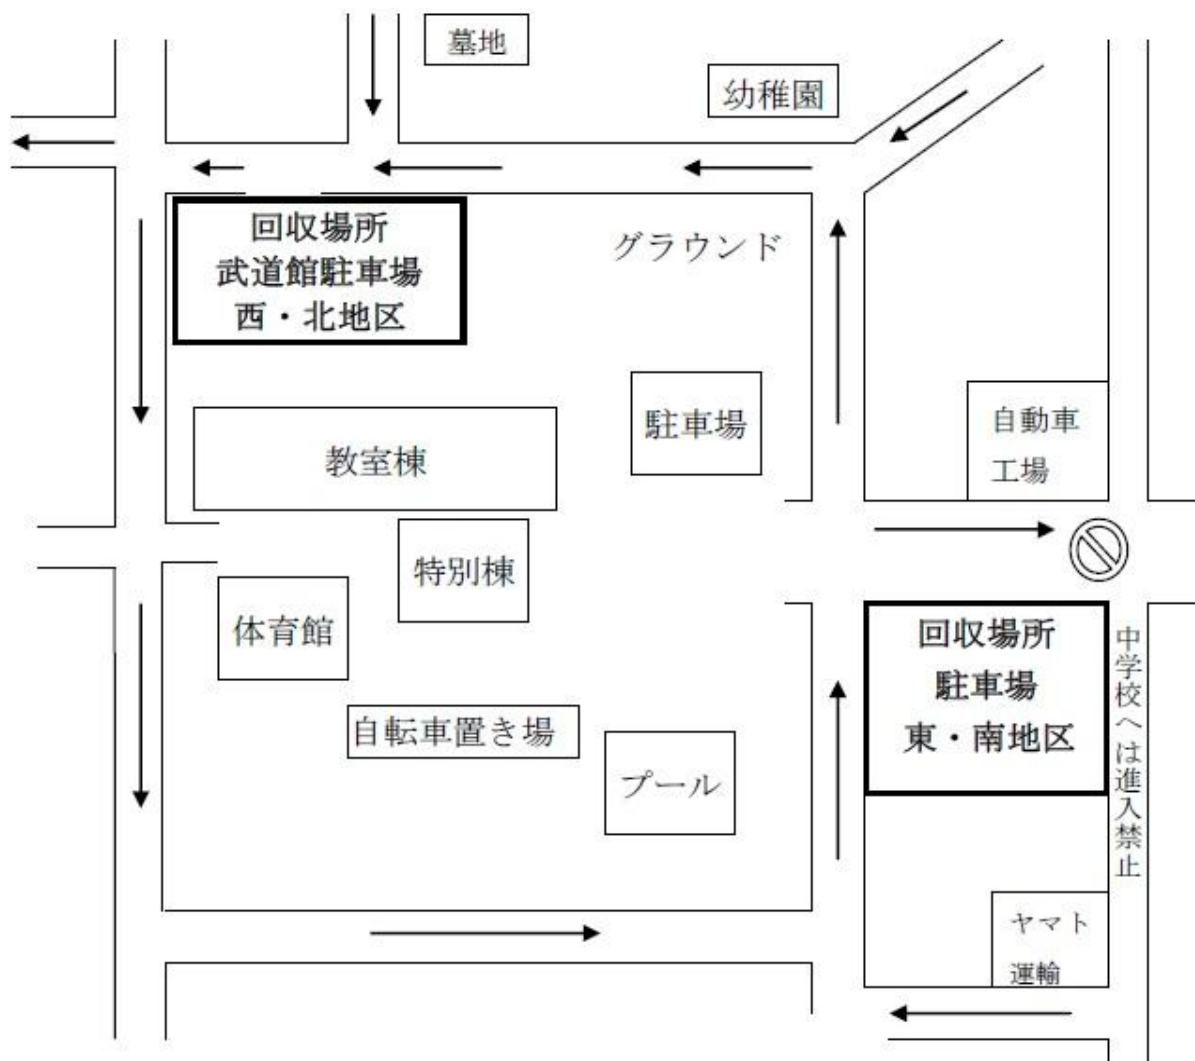 墓地
幼稚園
回収場所
武道館駐車場
西・北地区
グラウンド
駐車場
自動車
工場
教室棟
特別棟
体育館
回収場所
駐車場
東・南地区
中学校へは進入禁止
自転車置き場
プール
ヤマト
運輸